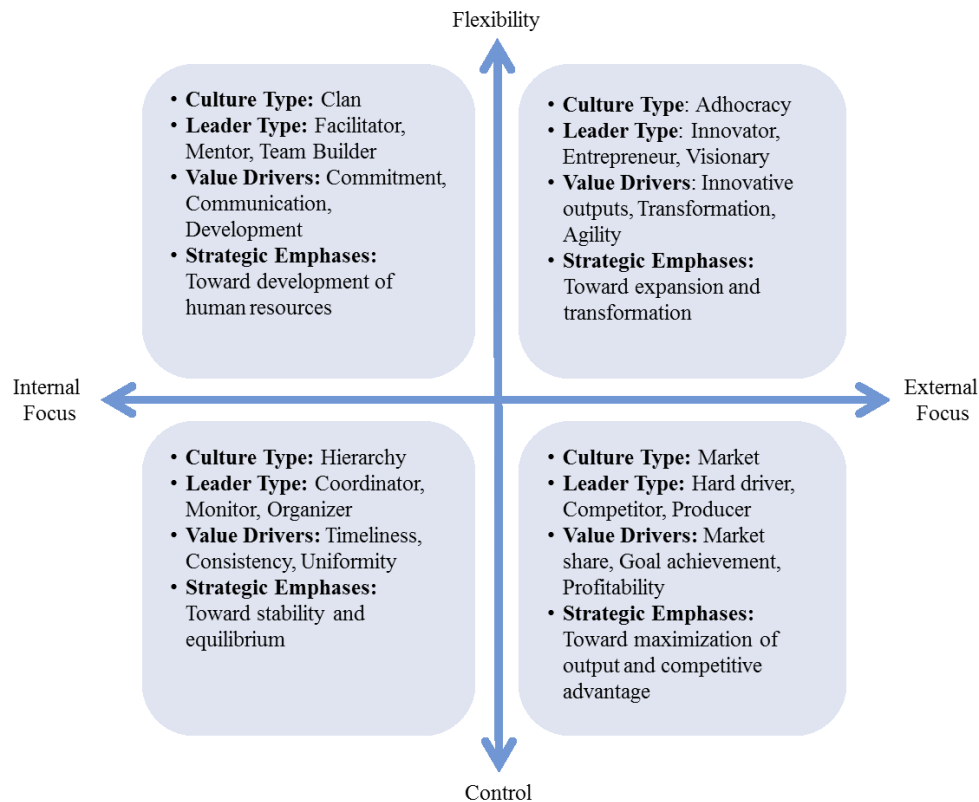 Flexibility
• Culture Type: Clan
• Leader Type: Facilitator,
Mentor, Team Builder
• Value Drivers: Commitment,
Communication,
Development
• Strategic Emphases:
Toward development of
human resources
• Culture Type: Adhocracy
• Leader Type: Innovator,
Entrepreneur, Visionary
• Value Drivers: Innovative
outputs, Transformation,
Agility
• Strategic Emphases:
Toward expansion and
transformation
Internal
Focus
External
Focus
• Culture Type: Hierarchy
• Leader Type: Coordinator,
Monitor, Organizer
• Value Drivers: Timeliness,
Consistency, Uniformity
• Strategic Emphases:
Toward stability and
equilibrium
• Culture Type: Market
• Leader Type: Hard driver,
Competitor, Producer
• Value Drivers: Market
share, Goal achievement,
Profitability
• Strategic Emphases:
Toward maximization of
output and competitive
advantage
Control